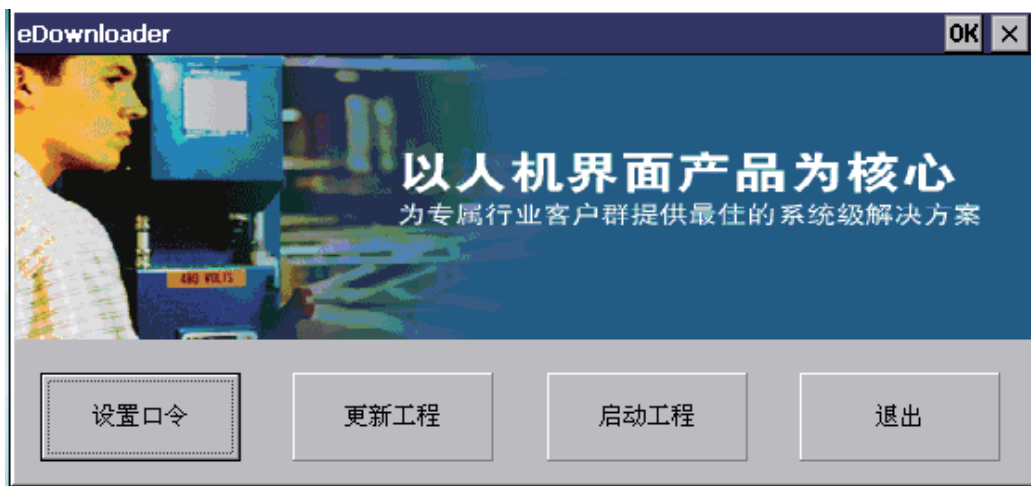 eDownloader OK ×
480 VOLTS
以人机界面产品为核心
为专属行业客户群提供最住的系统级解决方案
设置口令 更新工程 启动工程 退出